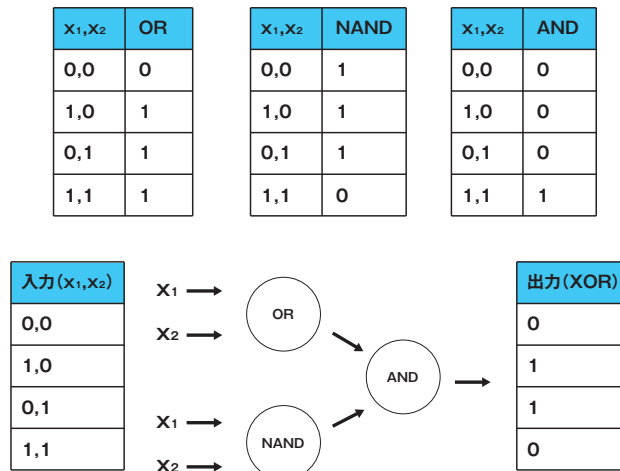 x₁,x₂ OR
0,0 0
1,0 1
0,1 1
1,1 1
x₁,x₂ NAND
0,0 1
1,0 1
0,1 1
1,1 0
x₁,x₂ AND
0,0 0
1,0 0
0,1 0
1,1 1
入力(x₁,x₂)
0,0
1,0
0,1
1,1
x₁
x₂
OR
x₁
x₂
NAND
AND
出力(XOR)
0
1
1
0